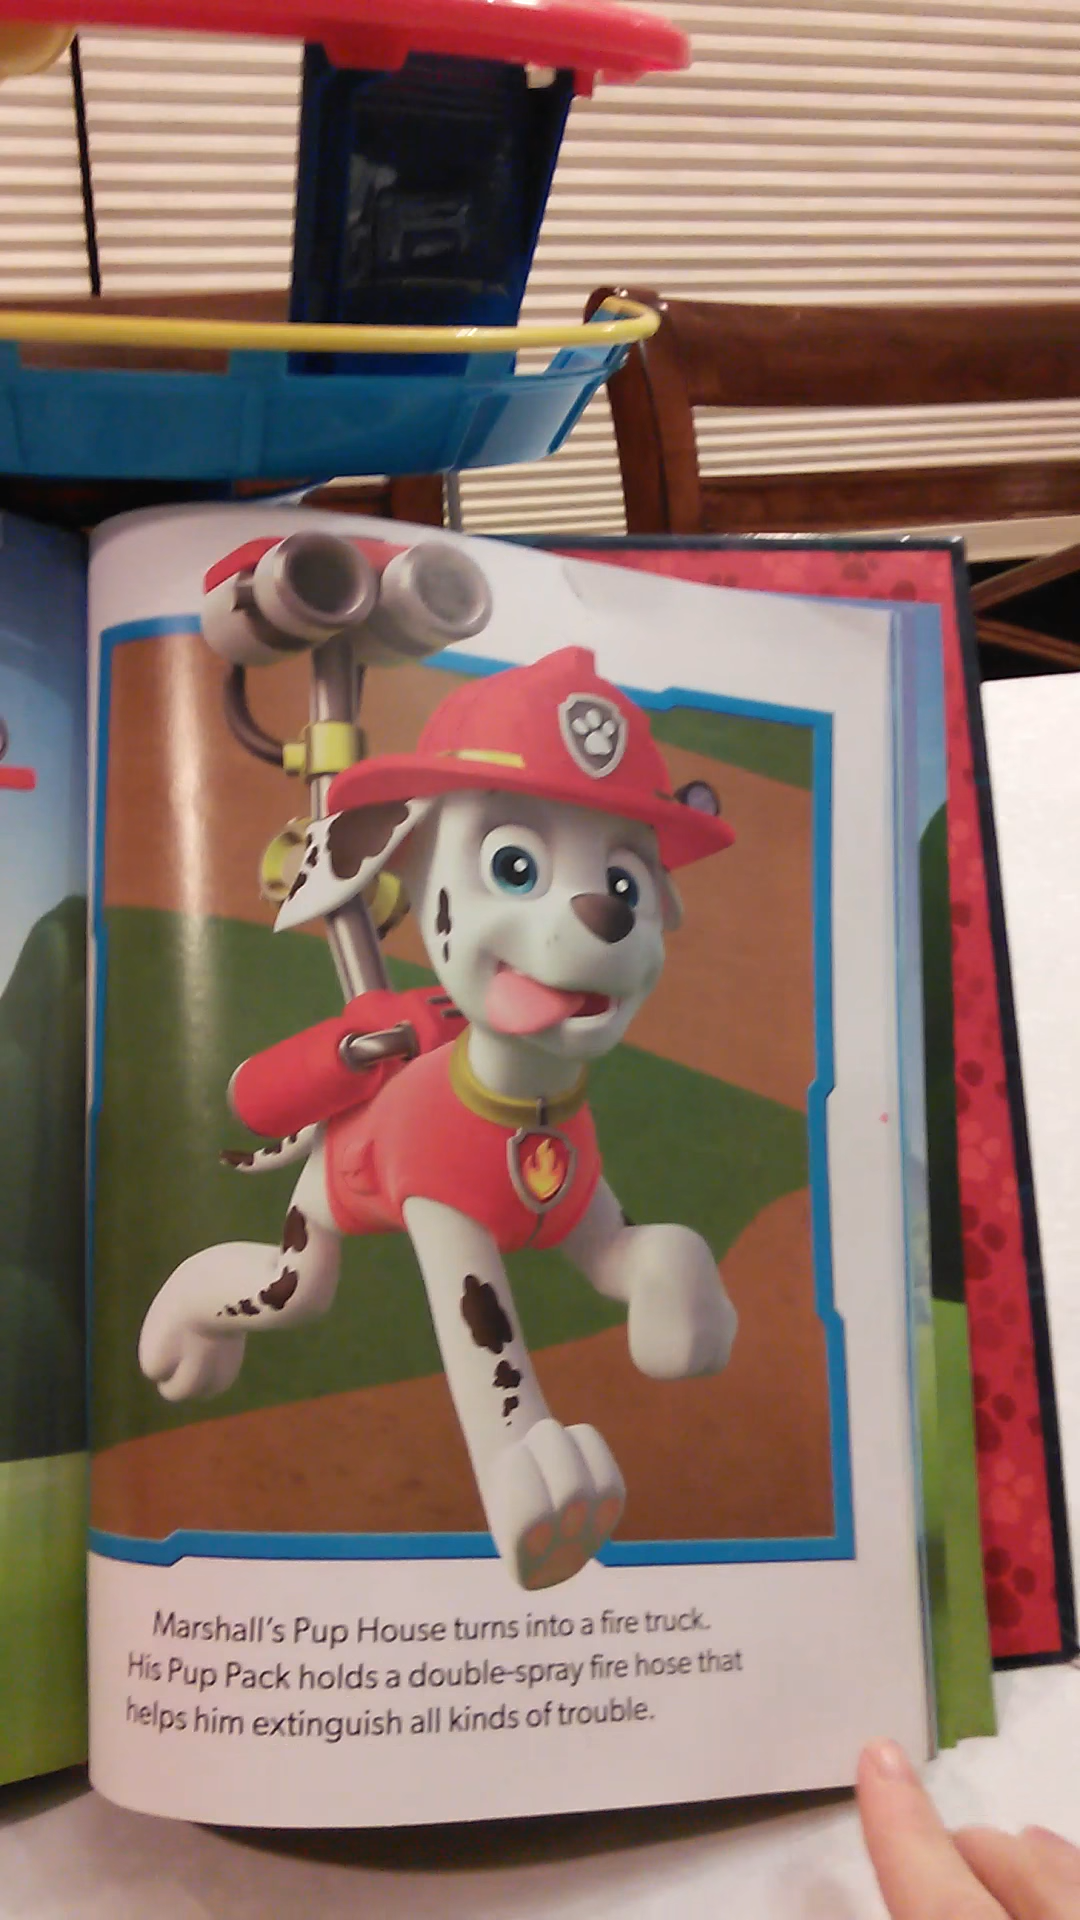 Marshall's Pup House turns into a fire truck.
His Pup Pack holds a double-spray fire hose that
helps him extinguish all kinds of trouble.